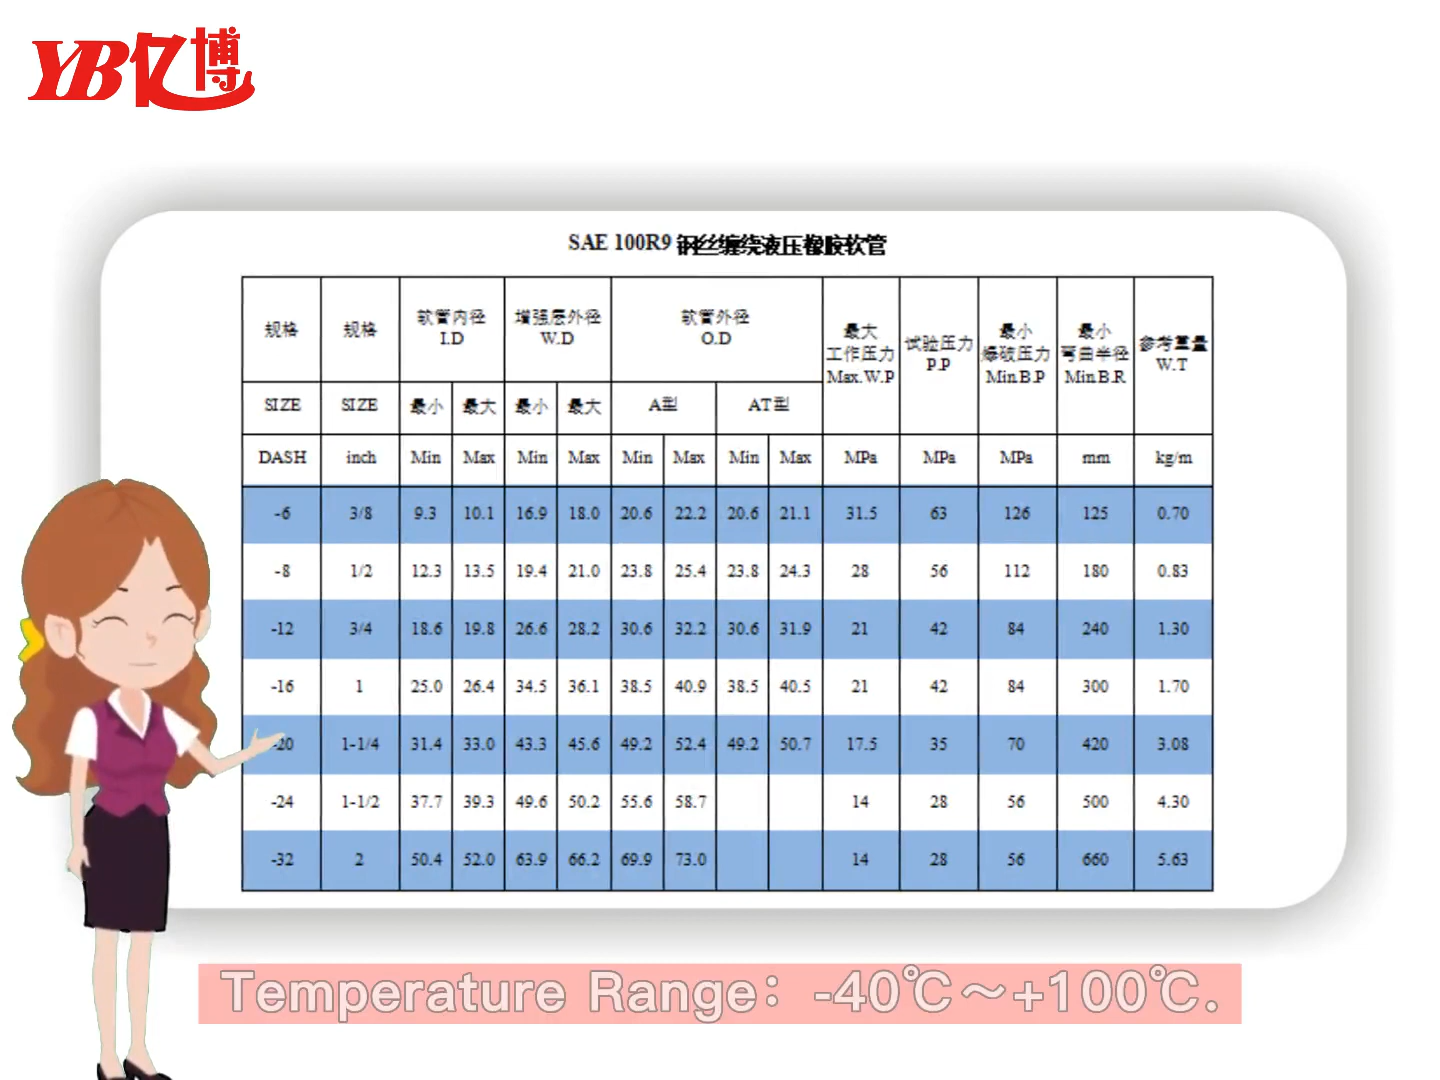 YB亿博
SAE 100R9 钢丝缠绕液压橡胶软管
规格 规格 软管内径 I.D 增强层外径 W.D 软管外径 O.D 最大工作压力 Max.W.P 试验压力 P.P 最小爆破压力 Min.B.P 最小弯曲半径 Min.B.R 参考重量 W.T
SIZE SIZE 最小 最大 最小 最大 A型 AT型
DASH inch Min Max Min Max Min Max Min Max MPa MPa MPa mm kg/m
-6 3/8 9.3 10.1 16.9 18.0 20.6 22.2 20.6 21.1 31.5 63 126 125 0.70
-8 1/2 12.3 13.5 19.4 21.0 23.8 25.4 23.8 24.3 28 56 112 180 0.83
-12 3/4 18.6 19.8 26.6 28.2 30.6 32.2 30.6 31.9 21 42 84 240 1.30
-16 1 25.0 26.4 34.5 36.1 38.5 40.9 38.5 40.5 21 42 84 300 1.70
-20 1-1/4 31.4 33.0 43.3 45.6 49.2 52.4 49.2 50.7 17.5 35 70 420 3.08
-24 1-1/2 37.7 39.3 49.6 50.2 55.6 58.7 14 28 56 500 4.30
-32 2 50.4 52.0 63.9 66.2 69.9 73.0 14 28 56 660 5.63
Temperature Range：-40℃～+100℃.